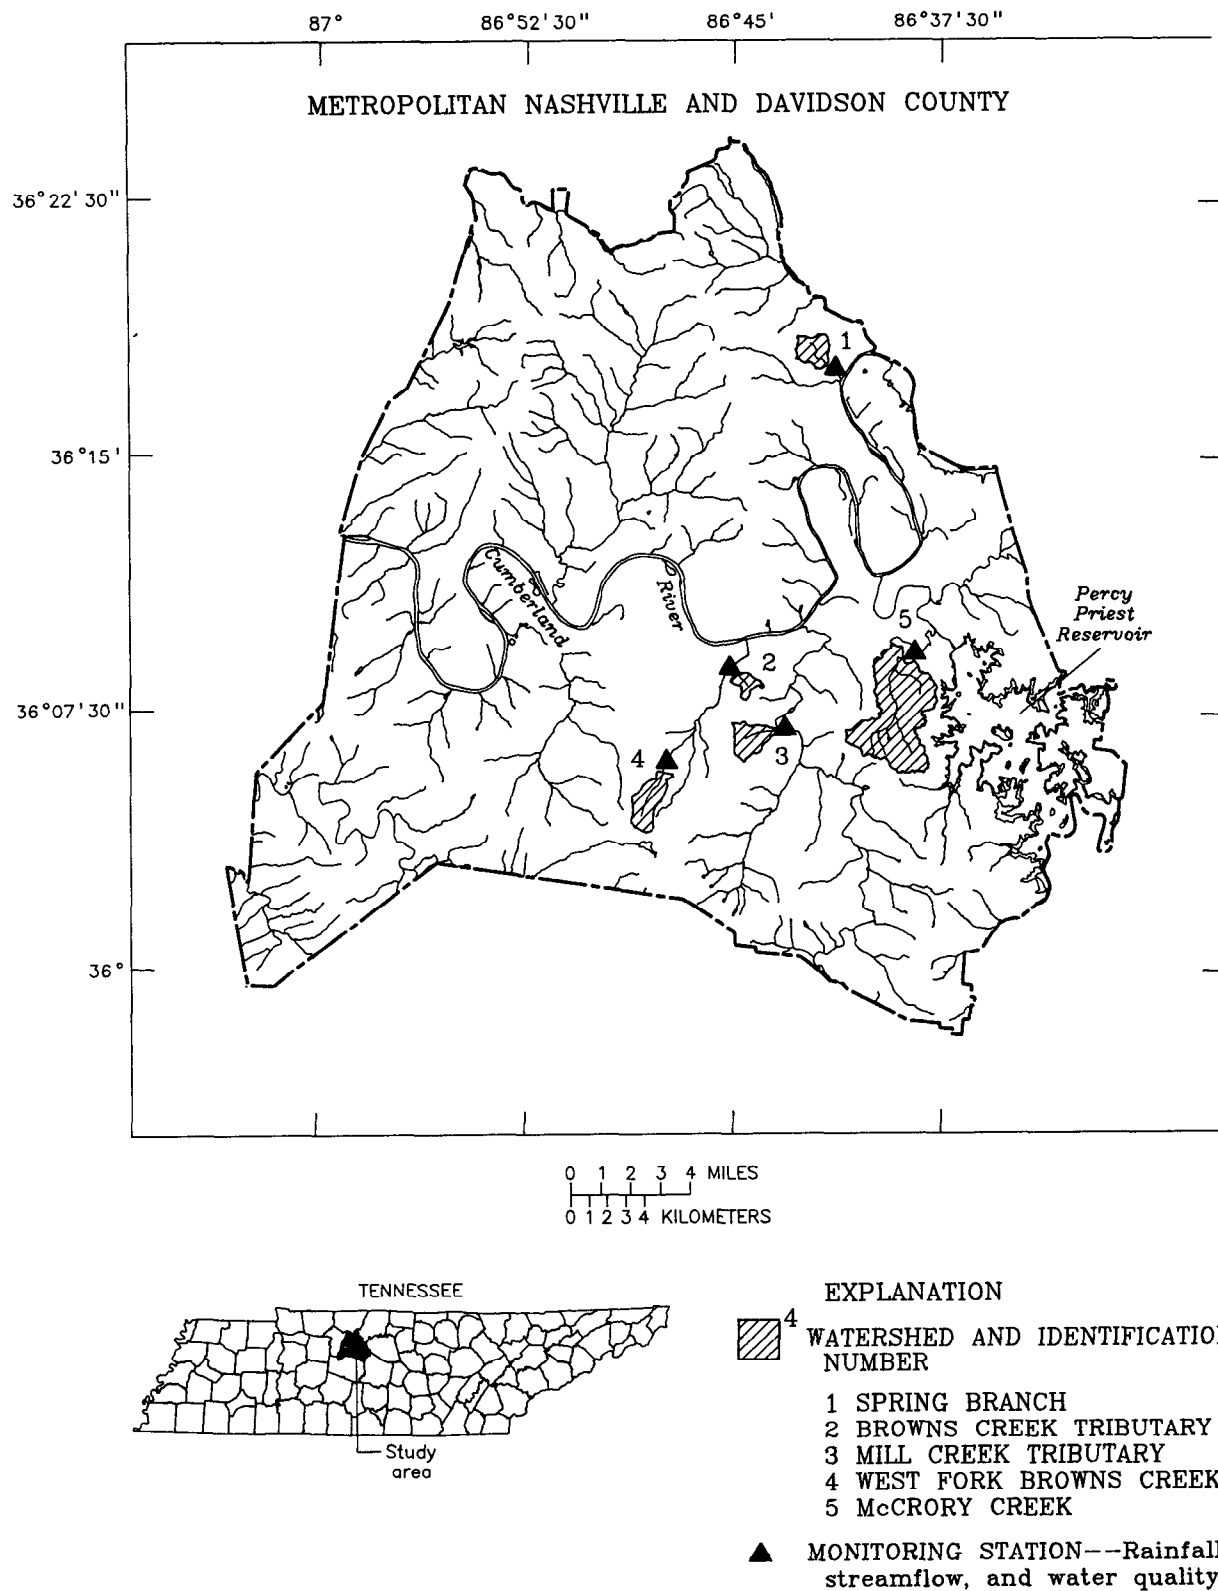 87° 86°52'30" 86°45' 86°37'30"
METROPOLITAN NASHVILLE AND DAVIDSON COUNTY
36°22'30"
1
36°15'
Cumberland
River
Percy
Priest
Reservoir
5
2
36°07'30"
3
4
36°
0 1 2 3 4 MILES
0 1 2 3 4 KILOMETERS
TENNESSEE
Study
area
EXPLANATION
4
WATERSHED AND IDENTIFICATIO
NUMBER
1 SPRING BRANCH
2 BROWNS CREEK TRIBUTARY
3 MILL CREEK TRIBUTARY
4 WEST FORK BROWNS CREEK
5 McCRORY CREEK
MONITORING STATION--Rainfall
streamflow, and water quality